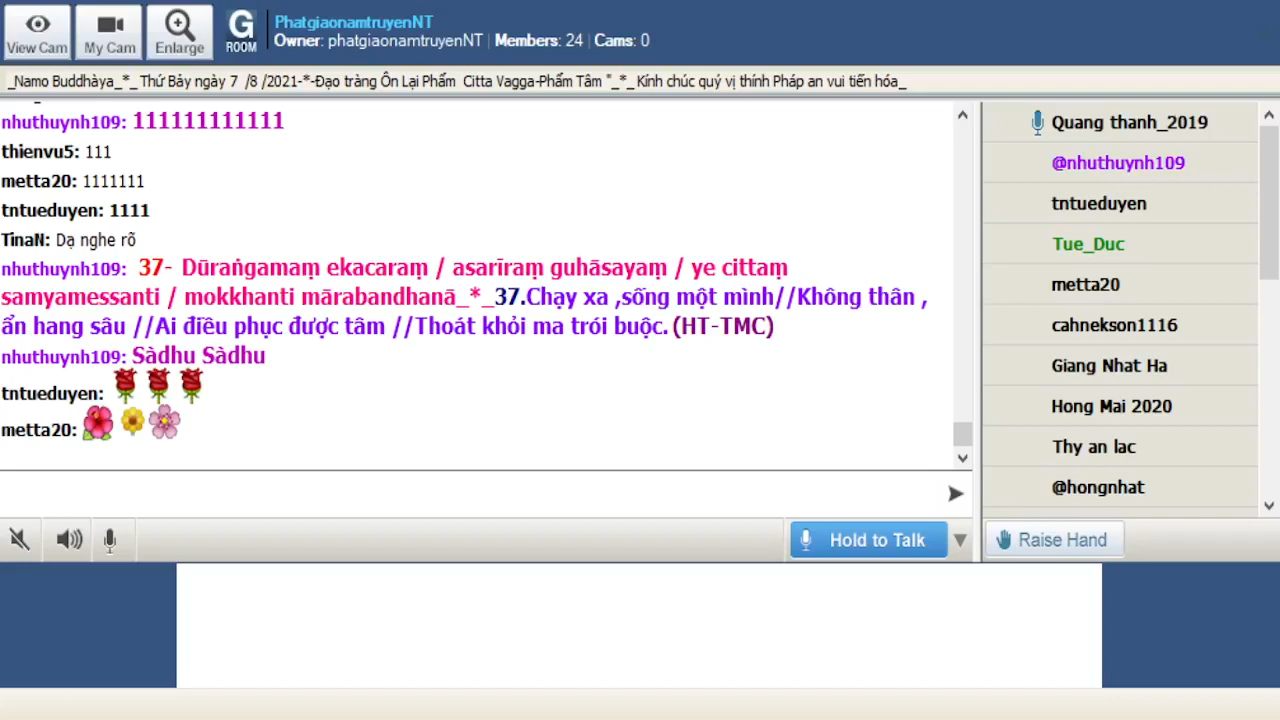 View Cam
My Cam
Enlarge
G
ROOM
PhatgiaonamtruyenNT
Owner: phatgiaonamtruyenNT | Members: 24 | Cams: 0
_Namo Buddhàya_*_ Thứ Bảy ngày 7 /8 /2021-*-Đạo tràng Ôn Lại Phẩm Citta Vagga-Phẩm Tâm "_*_ Kính chúc quý vị thính Pháp an vui tiến hóa_
nhuthuynh109: 111111111111
thienvu5: 111
metta20: 1111111
tntueduyen: 1111
TinaN: Dạ nghe rõ
nhuthuynh109: 37- Dūraṅgamaṃ ekacaraṃ / asarīraṃ guhāsayaṃ / ye cittaṃ
samyamessanti / mokkhanti mārabandhanā_*_37.Chạy xa ,sống một mình//Không thân ,
ẩn hang sâu //Ai điều phục được tâm //Thoát khỏi ma trói buộc. (HT-TMC)
nhuthuynh109: Sàdhu Sàdhu
tntueduyen:
metta20:
Quang thanh_2019
@nhuthuynh109
tntueduyen
Tue_Duc
metta20
cahnekson1116
Giang Nhat Ha
Hong Mai 2020
Thy an lac
@hongnhat
Hold to Talk
Raise Hand